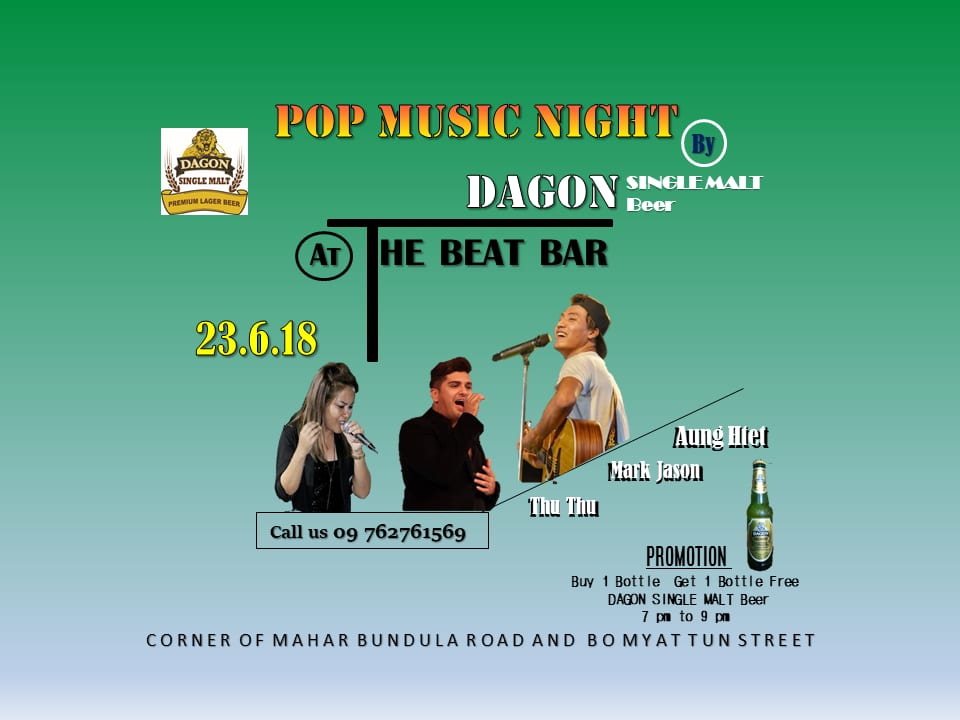 POP MUSIC NIGHT
By
DAGON
SINGLE MALT
PREMIUM LAGER BEER
DAGON SINGLE MALT
Beer
AT THE BEAT BAR
23.6.18
Aung Htet
Mark Jason
Thu Thu
Call us 09 762761569
DAGON
PROMOTION
Buy 1 Bottle Get 1 Bottle Free
DAGON SINGLE MALT Beer
7 pm to 9 pm
CORNER OF MAHAR BUNDULA ROAD AND BO MYAT TUN STREET